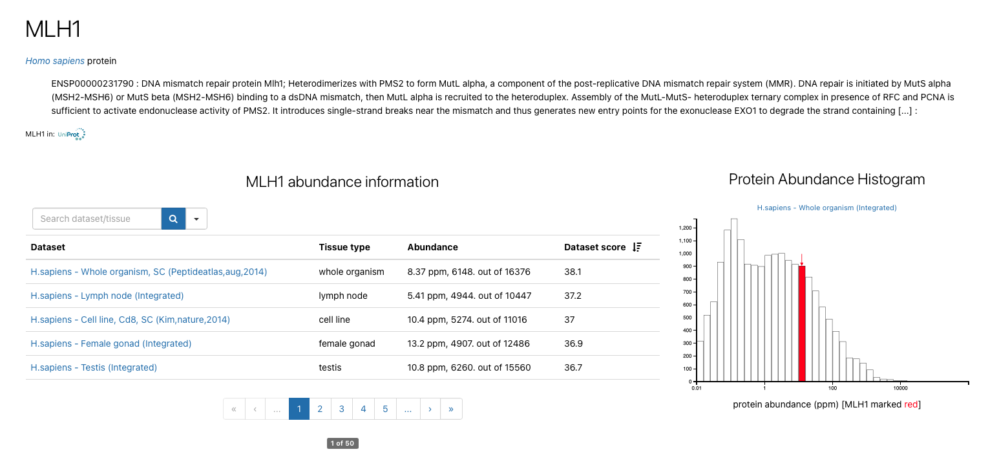 MLH1
Homo sapiens protein
ENSP00000231790 : DNA mismatch repair protein Mlh1; Heterodimerizes with PMS2 to form MutL alpha, a component of the post-replicative DNA mismatch repair system (MMR). DNA repair is initiated by MutS alpha
(MSH2-MSH6) or MutS beta (MSH2-MSH6) binding to a dsDNA mismatch, then MutL alpha is recruited to the heteroduplex. Assembly of the MutL-MutS- heteroduplex ternary complex in presence of RFC and PCNA is
sufficient to activate endonuclease activity of PMS2. It introduces single-strand breaks near the mismatch and thus generates new entry points for the exonuclease EXO1 to degrade the strand containing [...] :
MLH1 in: UniProt
MLH1 abundance information
Search dataset/tissue
Dataset Tissue type Abundance Dataset score
H.sapiens - Whole organism, SC (Peptideatlas,aug,2014) whole organism 8.37 ppm, 6148. out of 16376 38.1
H.sapiens - Lymph node (Integrated) lymph node 5.41 ppm, 4944. out of 10447 37.2
H.sapiens - Cell line, Cd8, SC (Kim,nature,2014) cell line 10.4 ppm, 5274. out of 11016 37
H.sapiens - Female gonad (Integrated) female gonad 13.2 ppm, 4907. out of 12486 36.9
H.sapiens - Testis (Integrated) testis 10.8 ppm, 6260. out of 15560 36.7
« ‹ ... 1 2 3 4 5 ... › »
1 of 50
Protein Abundance Histogram
H.sapiens - Whole organism (Integrated)
1,200
1,100
1,000
900
800
700
600
500
400
300
200
100
0
0.01 1 100 10000
protein abundance (ppm) [MLH1 marked red]